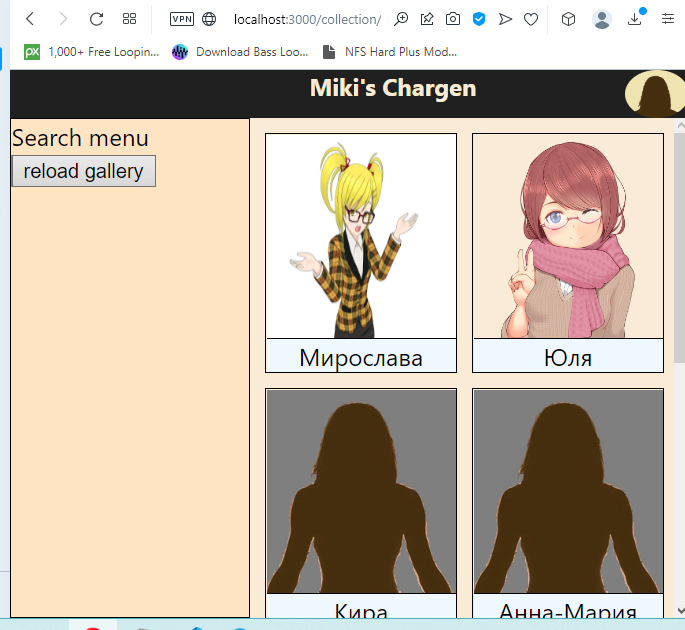 VPN localhost:3000/collection/
px 1,000+ Free Loopin... Download Bass Loo... NFS Hard Plus Mod...
Miki's Chargen
Search menu
reload gallery
Мирослава Юля
Кира Анна-Мария